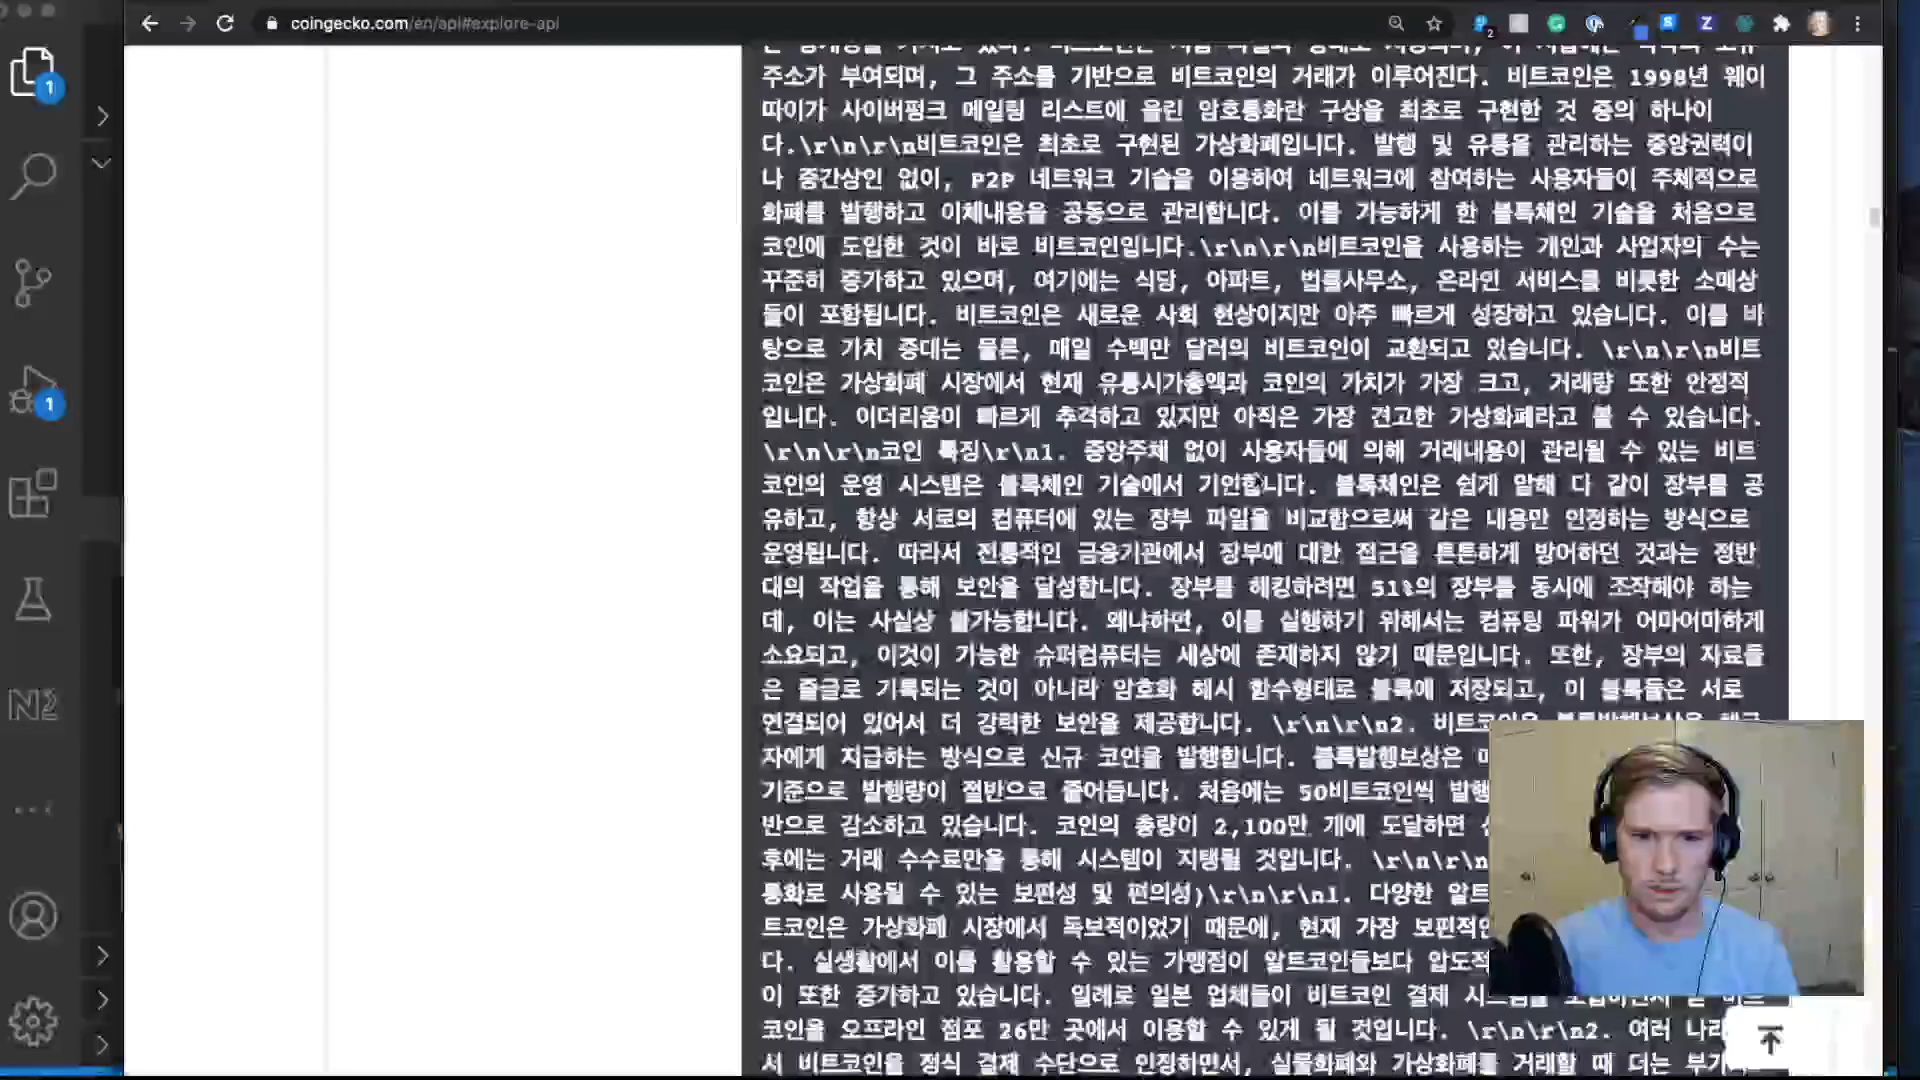 coingecko.com/en/api#explore-api
주소가 부여되며, 그 주소를 기반으로 비트코인의 거래가 이루어진다. 비트코인은 1998년 웨이
따이가 사이버펑크 메일링 리스트에 올린 암호통화란 구상을 최초로 구현한 것 중의 하나이
다.\r\n\r\n비트코인은 최초로 구현된 가상화폐입니다. 발행 및 유통을 관리하는 중앙권력이
나 중간상인 없이, P2P 네트워크 기술을 이용하여 네트워크에 참여하는 사용자들이 주체적으로
화폐를 발행하고 이체내용을 공동으로 관리합니다. 이를 가능하게 한 블록체인 기술을 처음으로
코인에 도입한 것이 바로 비트코인입니다.\r\n\r\n비트코인을 사용하는 개인과 사업자의 수는
꾸준히 증가하고 있으며, 여기에는 식당, 아파트, 법률사무소, 온라인 서비스를 비롯한 소매상
들이 포함됩니다. 비트코인은 새로운 사회 현상이지만 아주 빠르게 성장하고 있습니다. 이를 바
탕으로 가치 증대는 물론, 매일 수백만 달러의 비트코인이 교환되고 있습니다. \r\n\r\n비트
코인은 가상화폐 시장에서 현재 유통시가총액과 코인의 가치가 가장 크고, 거래량 또한 안정적
입니다. 이더리움이 빠르게 추격하고 있지만 아직은 가장 견고한 가상화폐라고 볼 수 있습니다.
\r\n\r\n코인 특징\r\n1. 중앙주체 없이 사용자들에 의해 거래내용이 관리될 수 있는 비트
코인의 운영 시스템은 블록체인 기술에서 기인합니다. 블록체인은 쉽게 말해 다 같이 장부를 공
유하고, 항상 서로의 컴퓨터에 있는 장부 파일을 비교함으로써 같은 내용만 인정하는 방식으로
운영됩니다. 따라서 전통적인 금융기관에서 장부에 대한 접근을 튼튼하게 방어하던 것과는 정반
대의 작업을 통해 보안을 달성합니다. 장부를 해킹하려면 51%의 장부를 동시에 조작해야 하는
데, 이는 사실상 불가능합니다. 왜냐하면, 이를 실행하기 위해서는 컴퓨팅 파워가 어마어마하게
소요되고, 이것이 가능한 슈퍼컴퓨터는 세상에 존재하지 않기 때문입니다. 또한, 장부의 자료들
은 줄글로 기록되는 것이 아니라 암호화 해시 함수형태로 블록에 저장되고, 이 블록들은 서로
연결되어 있어서 더 강력한 보안을 제공합니다. \r\n\r\n2. 비트코인은
자에게 지급하는 방식으로 신규 코인을 발행합니다. 블록발행보상은
기준으로 발행량이 절반으로 줄어듭니다. 처음에는 50비트코인씩 발행
반으로 감소하고 있습니다. 코인의 총량이 2,100만 개에 도달하면
후에는 거래 수수료만을 통해 시스템이 지탱될 것입니다. \r\n\r\n
통화로 사용될 수 있는 보편성 및 편의성)\r\n\r\n1. 다양한 알트
트코인은 가상화폐 시장에서 독보적이었기 때문에, 현재 가장 보편적인
다. 실생활에서 이를 활용할 수 있는 가맹점이 알트코인들보다 압도적
이 또한 증가하고 있습니다. 일례로 일본 업체들이 비트코인 결제
코인을 오프라인 점포 26만 곳에서 이용할 수 있게 될 것입니다. \r\n\r\n2. 여러 나라
서 비트코인을 정식 결제 수단으로 인정하면서, 실물화폐와 가상화폐를 거래할 때 더는 부가